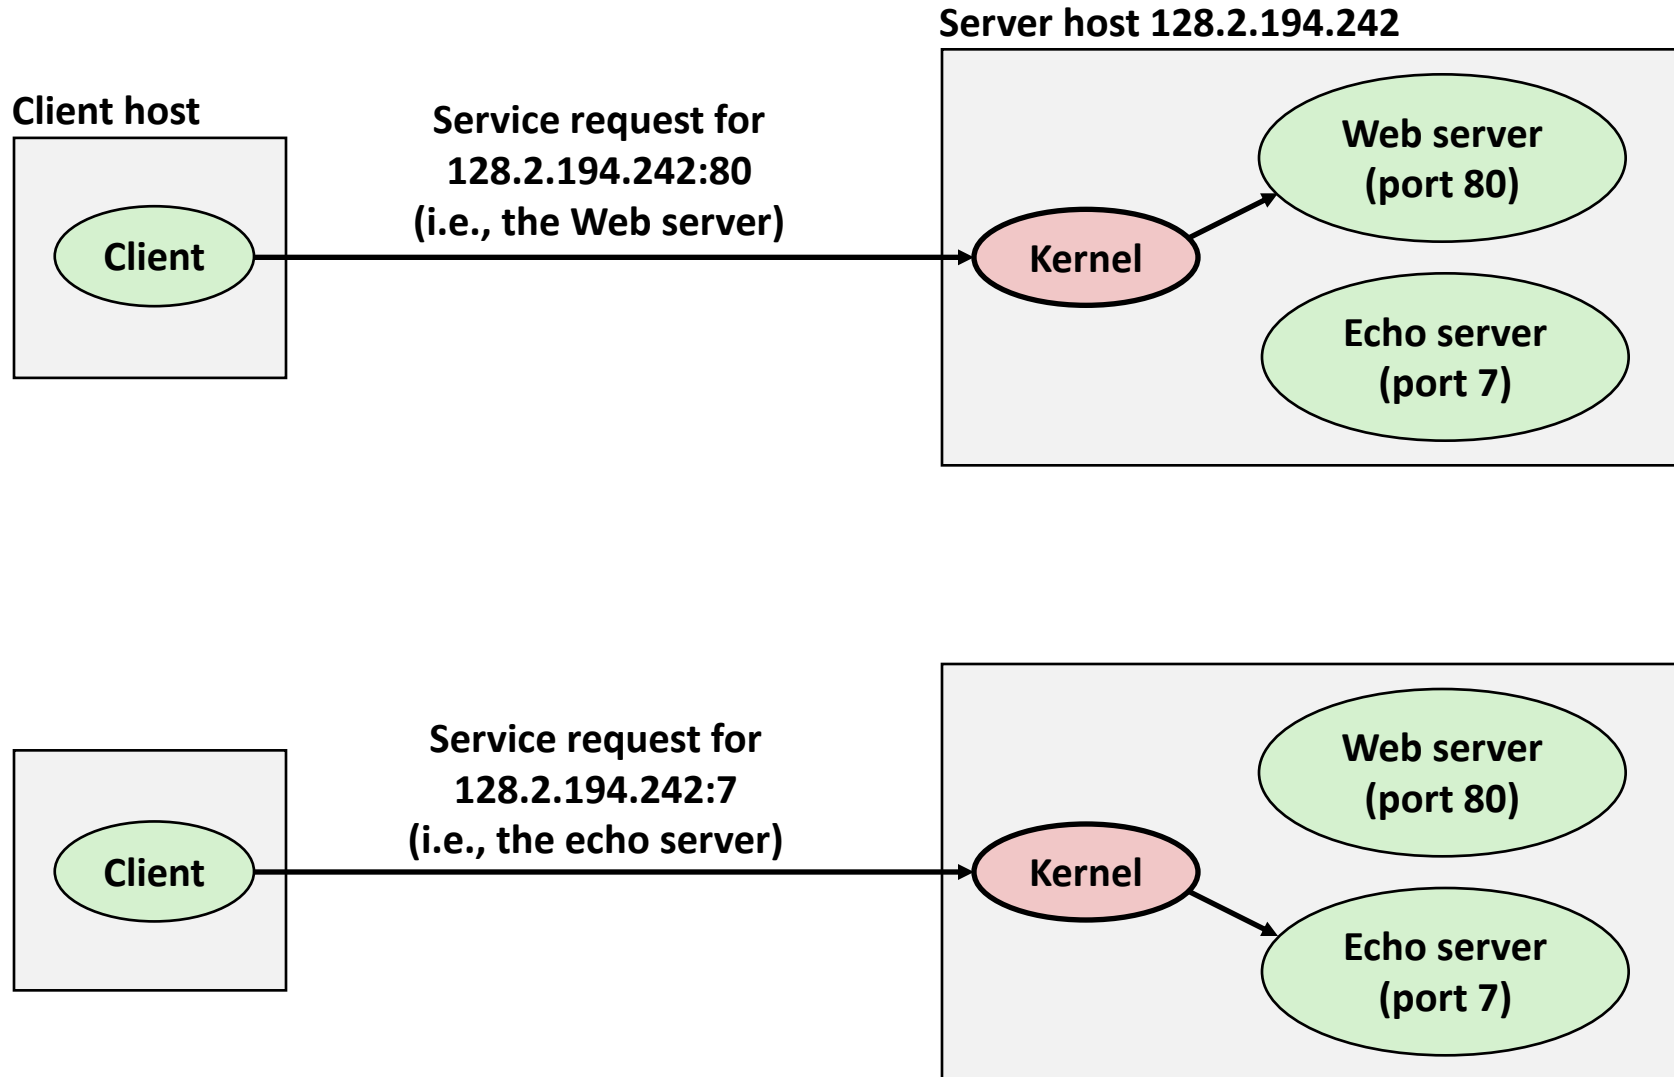 Server host 128.2.194.242
Client host
Service request for
128.2.194.242:80
(i.e., the Web server)
Client
Kernel
Web server
(port 80)
Echo server
(port 7)
Service request for
128.2.194.242:7
(i.e., the echo server)
Client
Kernel
Web server
(port 80)
Echo server
(port 7)